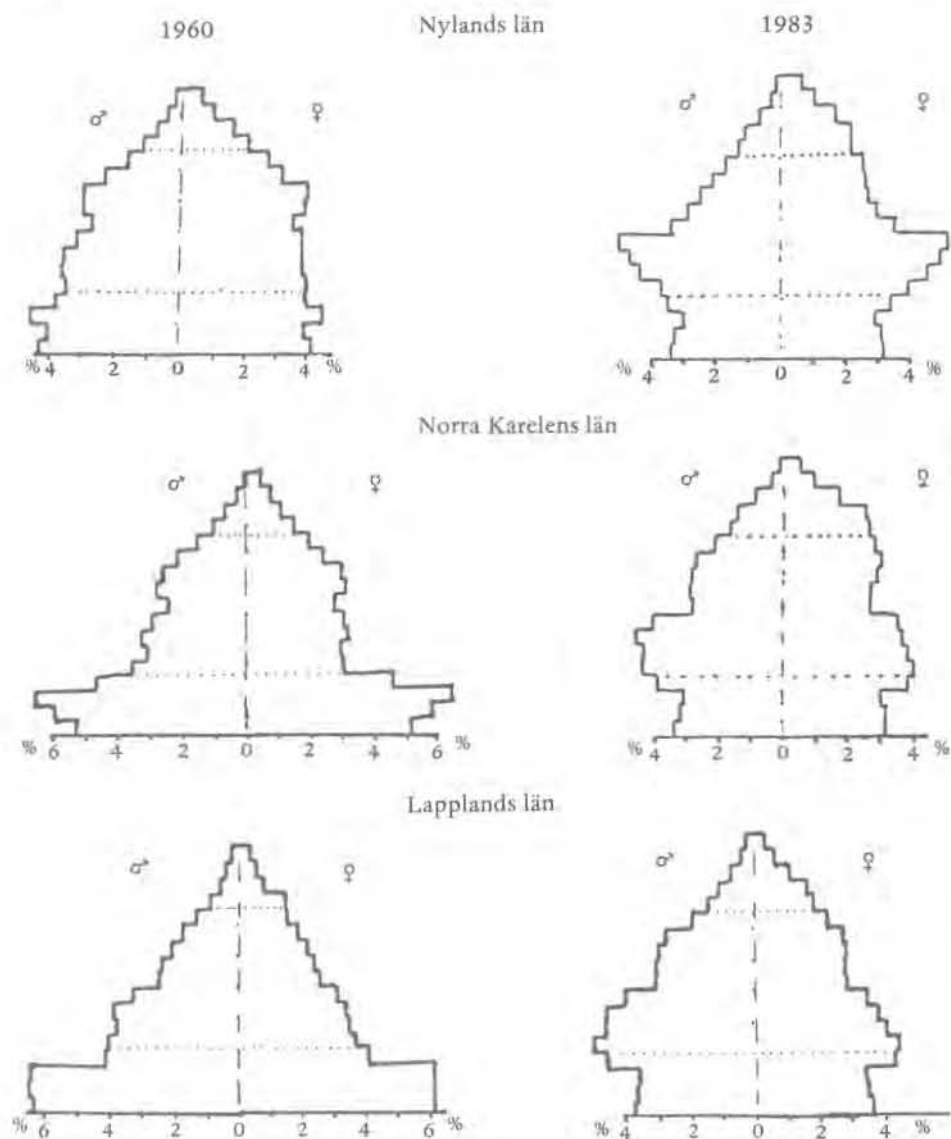 1960 Nylands län 1983
♂ ♀ ♂ ♀
% 4 2 0 2 4 % % 4 2 0 2 4 %
Norra Karelens län
♂ ♀ ♂ ♀
% 6 4 2 0 2 4 6 % % 4 2 0 2 4 %
Lapplands län
♂ ♀ ♂ ♀
% 6 4 2 0 2 4 6 % % 4 2 0 2 4 %